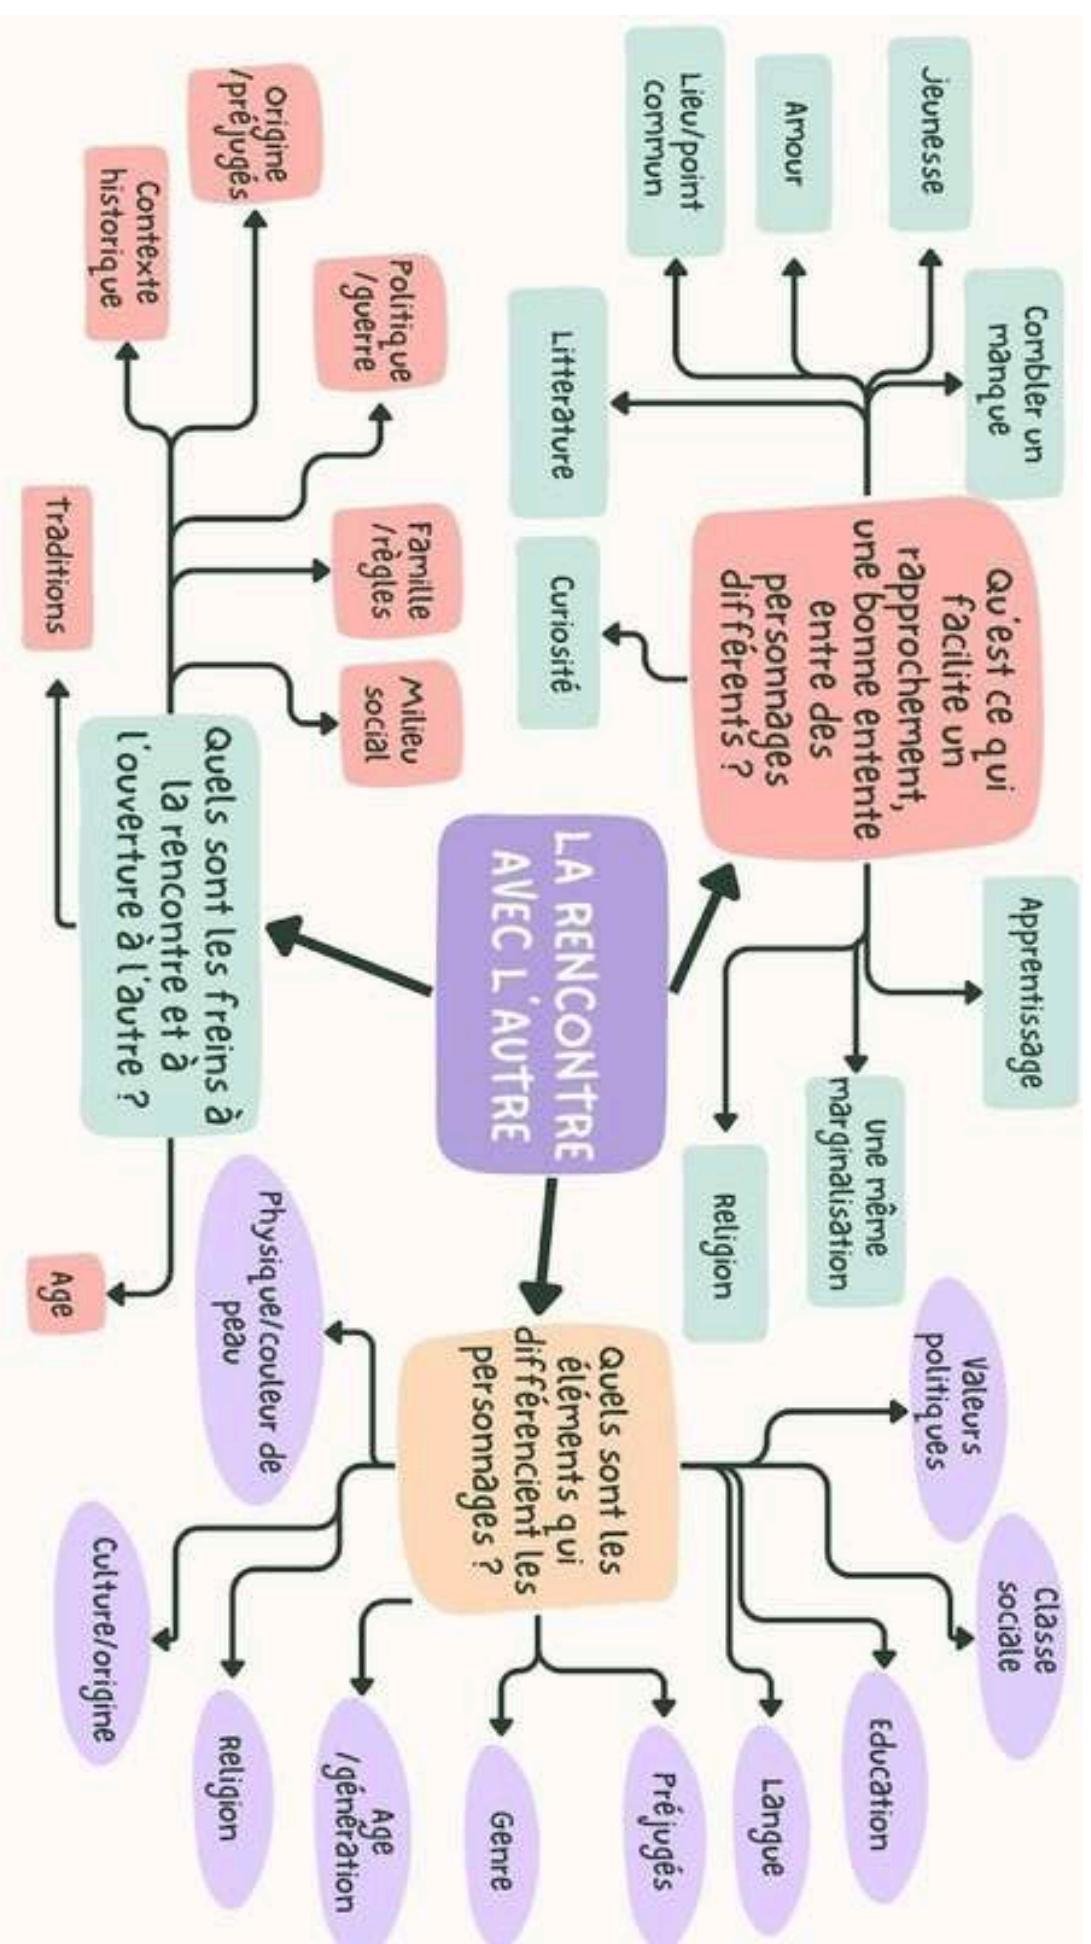 LA RENCONTRE
AVEC L'AUTRE
Qu'est ce qui
facilite un
rapprochement,
une bonne entente
entre des
personnages
différents ?
Jeunesse
Amour
Lieu/point
commun
Combler un
manque
Litterature
Curiosité
Apprentissage
Une même
marginalisation
Religion
Quels sont les freins à
la rencontre et à
l'ouverture à l'autre ?
Origine
/préjugés
Contexte
historique
Politique
/guerre
Famille
/règles
Milieu
social
Traditions
Age
Quels sont les
éléments qui
différencient les
personnages ?
Valeurs
politiques
Classe
sociale
Education
Langue
Préjugés
Genre
Age
/génération
Religion
Culture/origine
Physique/couleur de
peau